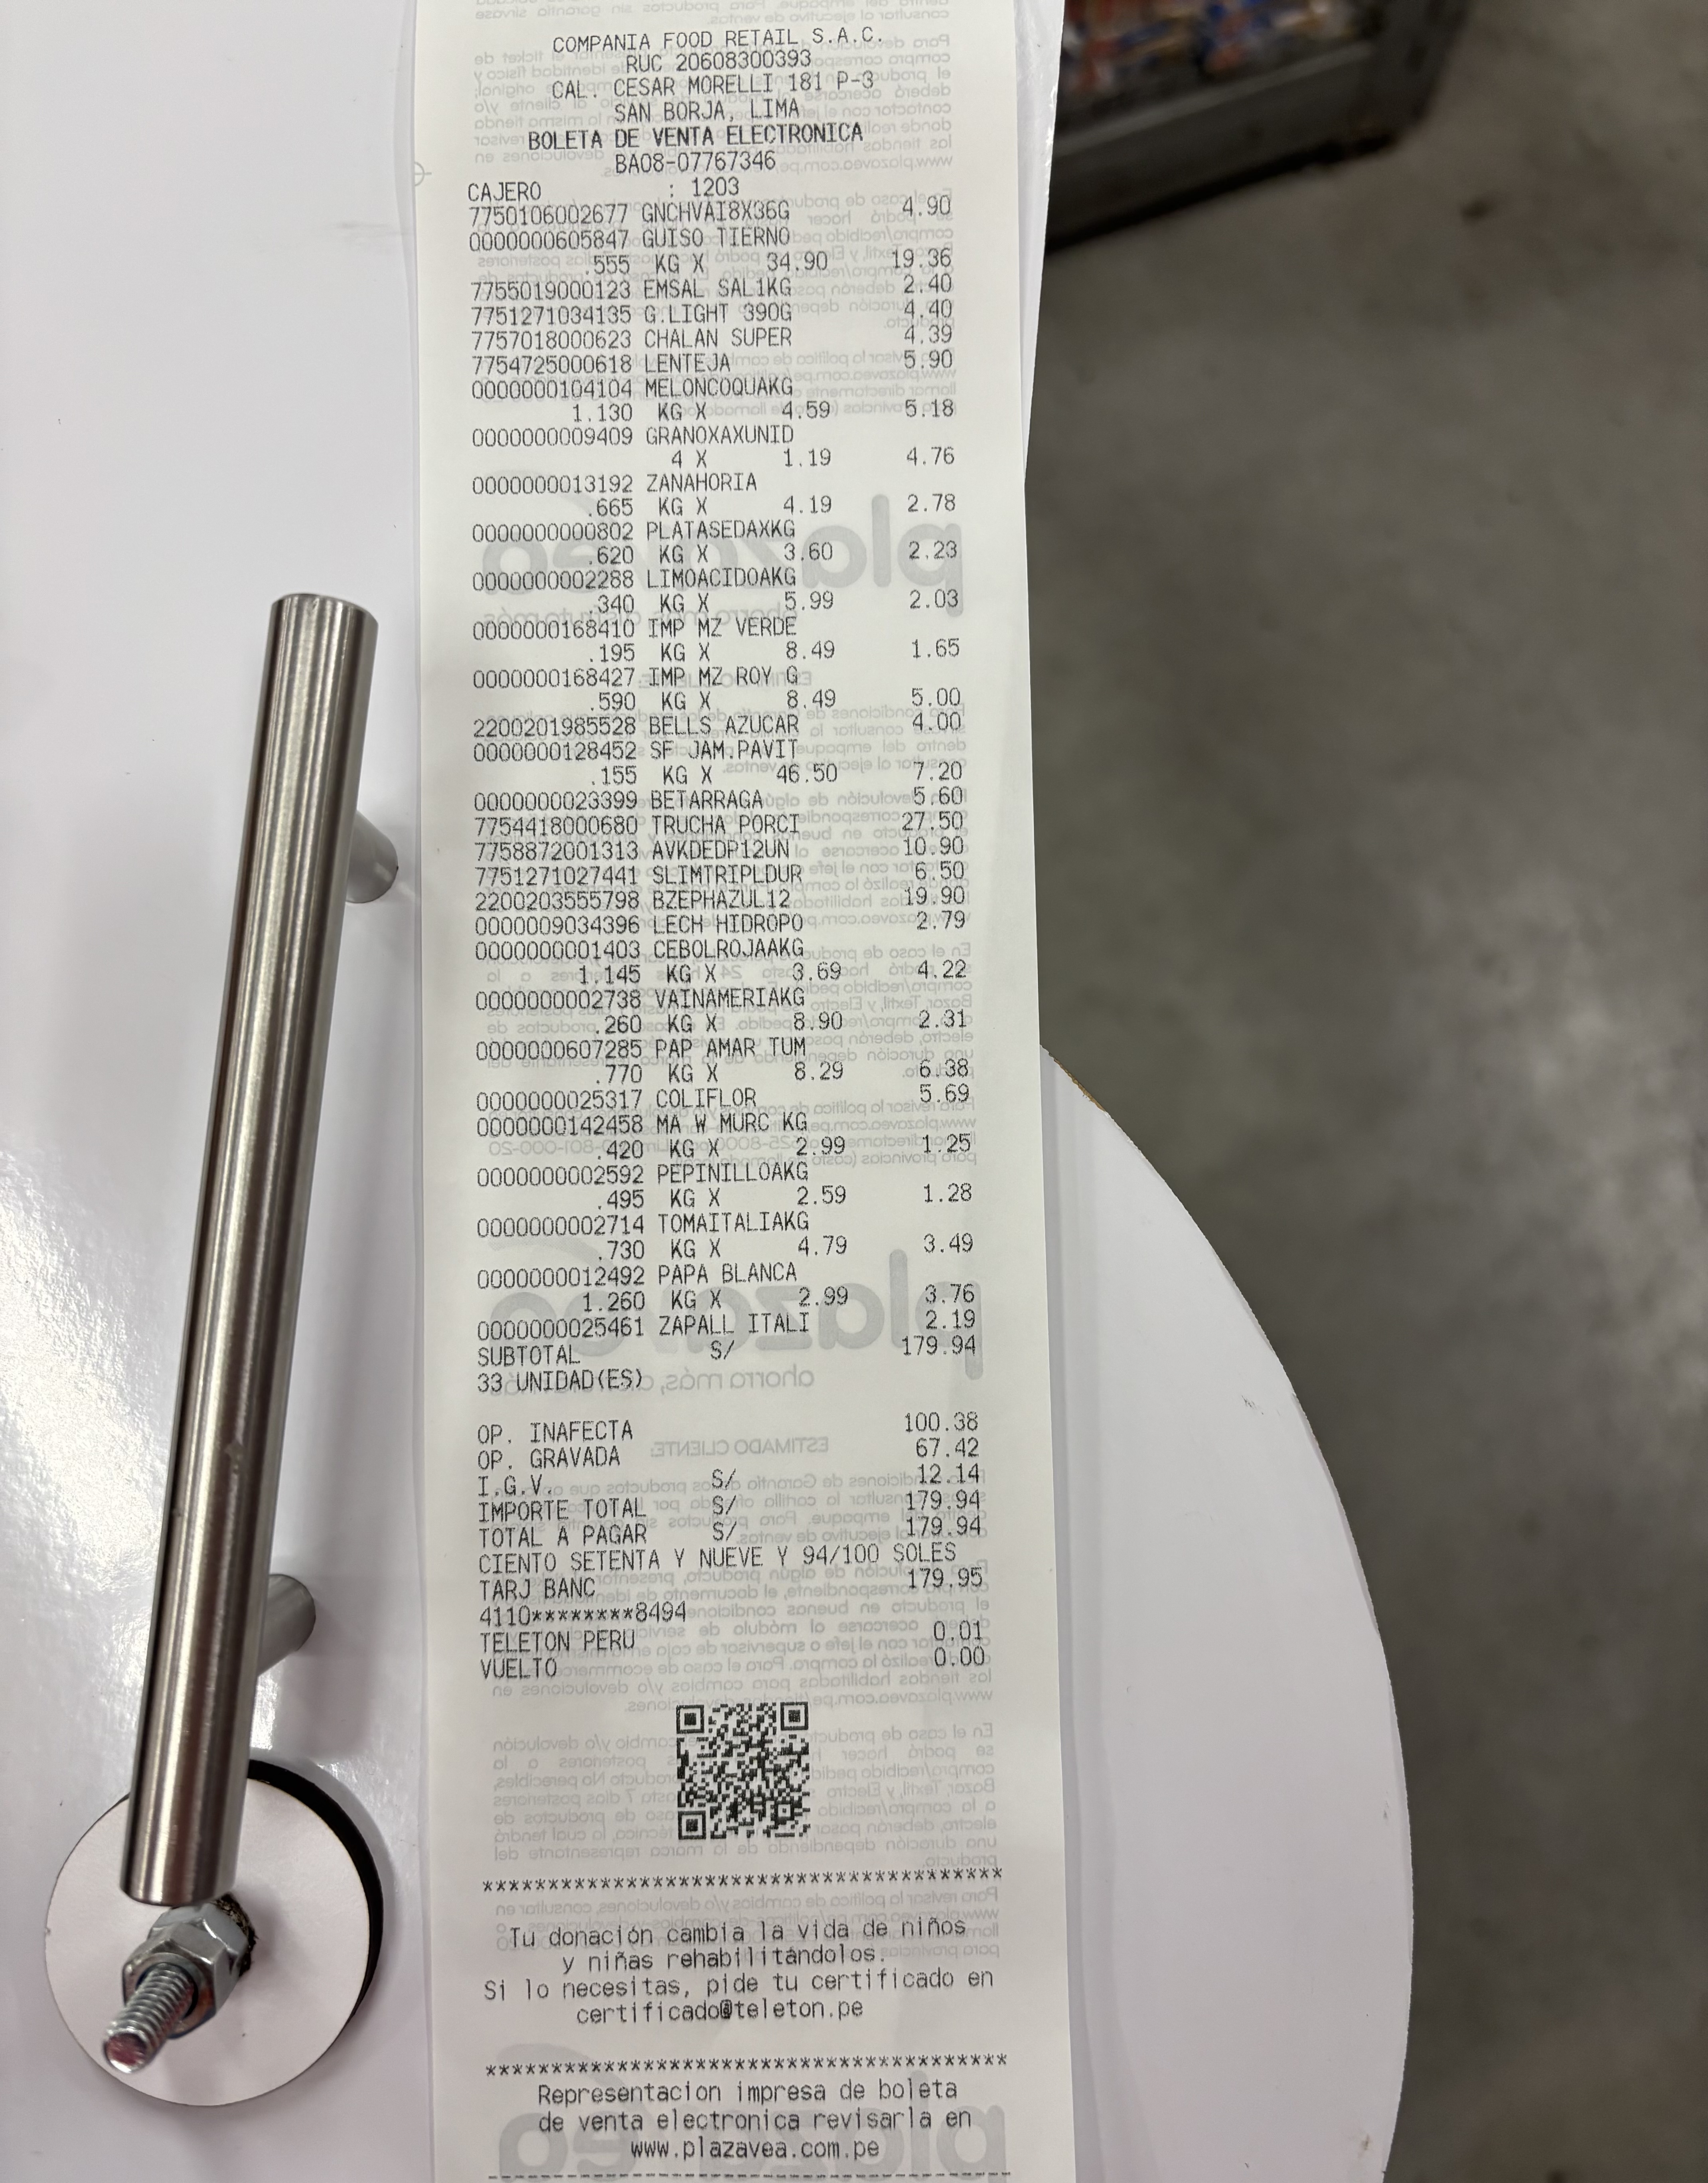 COMPANIA FOOD RETAIL S.A.C.
RUC 20608300393
CAL. CESAR MORELLI 181 P-3
SAN BORJA, LIMA
BOLETA DE VENTA ELECTRONICA
BA08-07767346
CAJERO : 1203
7750106002677 GNCHVAI8X36G 4.90
0000000605847 GUISO TIERNO
.555 KG X 34.90 19.36
7755019000123 EMSAL SAL1KG 2.40
7751271034135 G.LIGHT 390G 4.40
7757018000623 CHALAN SUPER 4.39
7754725000618 LENTEJA 5.90
0000000104104 MELONCOQUAKG
1.130 KG X 4.59 5.18
0000000009409 GRANOXAXUNID
4 X 1.19 4.76
0000000013192 ZANAHORIA
.665 KG X 4.19 2.78
0000000000802 PLATASEDAXKG
.620 KG X 3.60 2.23
0000000002288 LIMOACIDOAKG
.340 KG X 5.99 2.03
0000000168410 IMP MZ VERDE
.195 KG X 8.49 1.65
0000000168427 IMP MZ ROY G
.590 KG X 8.49 5.00
2200201985528 BELLS AZUCAR 4.00
0000000128452 SF JAM.PAVIT
.155 KG X 46.50 7.20
0000000023399 BETARRAGA 5.60
7754418000680 TRUCHA PORCI 27.50
7758872001313 AVKDEDP12UN 10.90
7751271027441 SLIMTRIPLDUR 6.50
2200203555798 BZEPHAZUL12 19.90
0000009034396 LECH HIDROPO 2.79
0000000001403 CEBOLROJAAKG
1.145 KG X 3.69 4.22
0000000002738 VAINAMERIAKG
.260 KG X 8.90 2.31
0000000607285 PAP AMAR TUM
.770 KG X 8.29 6.38
0000000025317 COLIFLOR 5.69
0000000142458 MA W MURC KG
.420 KG X 2.99 1.25
0000000002592 PEPINILLOAKG
.495 KG X 2.59 1.28
0000000002714 TOMAITALIAKG
.730 KG X 4.79 3.49
0000000012492 PAPA BLANCA
1.260 KG X 2.99 3.76
0000000025461 ZAPALL ITALI 2.19
SUBTOTAL S/ 179.94
33 UNIDAD(ES)
OP. INAFECTA 100.38
OP. GRAVADA 67.42
I.G.V. S/ 12.14
IMPORTE TOTAL S/ 179.94
TOTAL A PAGAR S/ 179.94
CIENTO SETENTA Y NUEVE Y 94/100 SOLES
TARJ BANC 179.95
4110********8494
TELETON PERU 0.01
VUELTO 0.00
****************************************
Tu donación cambia la vida de niños
y niñas rehabilitándolos.
Si lo necesitas, pide tu certificado en
certificado@teleton.pe
****************************************
Representacion impresa de boleta
de venta electronica revisarla en
www.plazavea.com.pe
----------------------------------------